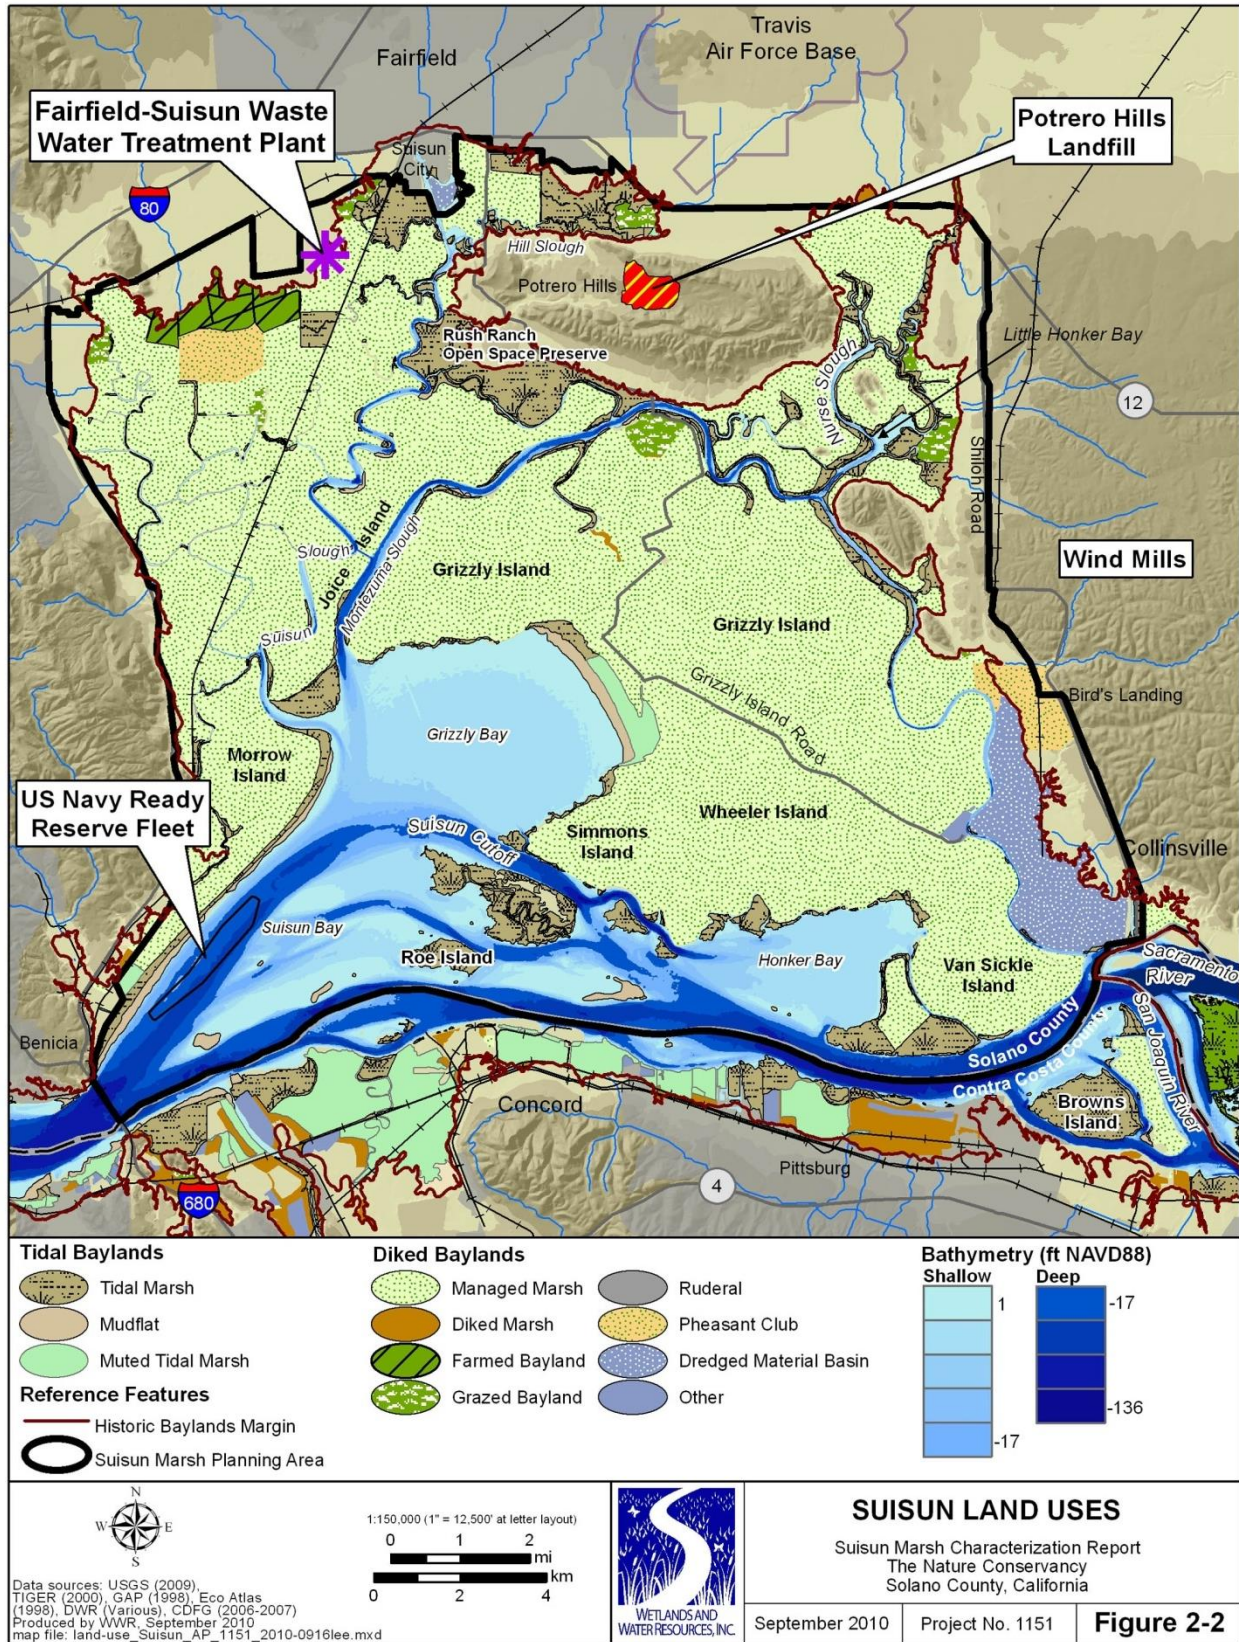 Travis
Air Force Base
Fairfield
Fairfield-Suisun Waste
Water Treatment Plant
Potrero Hills
Landfill
Suisun
City
80
Hill Slough
Potrero Hills
Rush Ranch
Open Space Preserve
Nurse Slough
Little Honker Bay
12
Shiloh Road
Wind Mills
Suisun Slough
Joice Island
Montezuma Slough
Grizzly Island
Grizzly Island
Grizzly Island Road
Bird's Landing
Grizzly Bay
Morrow
Island
US Navy Ready
Reserve Fleet
Wheeler Island
Simmons
Island
Suisun Cutoff
Collinsville
Suisun Bay
Roe Island
Honker Bay
Van Sickle
Island
Sacramento
River
San Joaquin River
Solano County
Contra Costa County
Benicia
Browns
Island
Concord
Pittsburg
4
680
Tidal Baylands
Tidal Marsh
Mudflat
Muted Tidal Marsh
Reference Features
Historic Baylands Margin
Suisun Marsh Planning Area
Diked Baylands
Managed Marsh
Diked Marsh
Farmed Bayland
Grazed Bayland
Ruderal
Pheasant Club
Dredged Material Basin
Other
Bathymetry (ft NAVD88)
Shallow
Deep
1
-17
-17
-136
N
W E
S
1:150,000 (1" = 12,500' at letter layout)
0 1 2
mi
km
0 2 4
Data sources: USGS (2009),
TIGER (2000), GAP (1998), Eco Atlas
(1998), DWR (Various), CDFG (2006-2007)
Produced by WWR, September 2010
map file: land-use_Suisun_AP_1151_2010-0916lee.mxd
WETLANDS AND
WATER RESOURCES, INC.
SUISUN LAND USES
Suisun Marsh Characterization Report
The Nature Conservancy
Solano County, California
September 2010
Project No. 1151
Figure 2-2